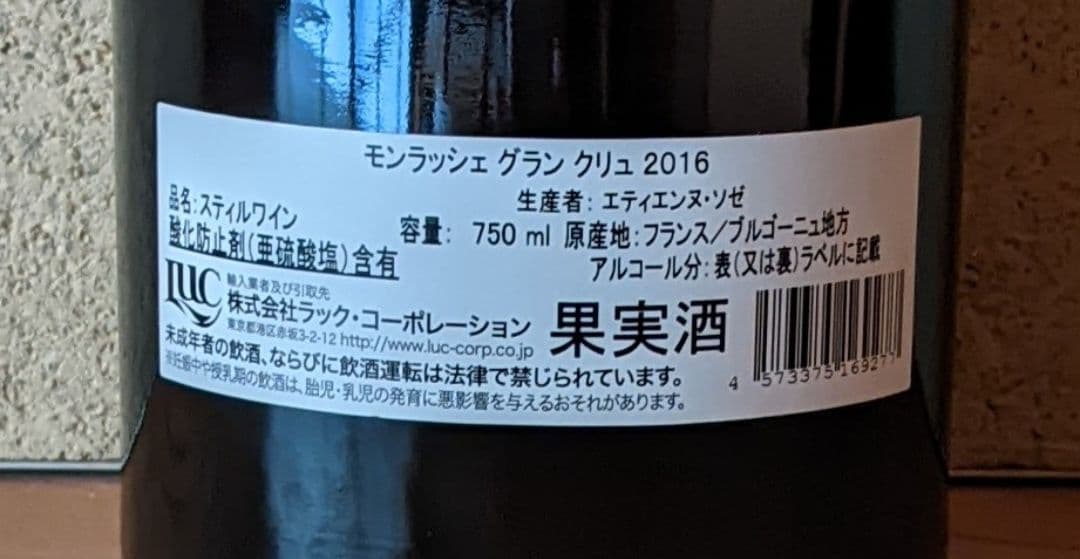 モンラッシェ グラン クリュ 2016
品名:スティルワイン
生産者: エティエンヌ・ソゼ
酸化防止剤(亜硫酸塩)含有
容量: 750 ml 原産地:フランス/ブルゴーニュ地方
アルコール分:表(又は裏)ラベルに記載
LUC
輸入業者及び引取先
株式会社ラック・コーポレーション
東京都港区赤坂3-2-12 http://www.luc-corp.co.jp
果実酒
未成年者の飲酒、ならびに飲酒運転は法律で禁じられています。
※妊娠中や授乳期の飲酒は、胎児・乳児の発育に悪影響を与えるおそれがあります。
4 573375 169277